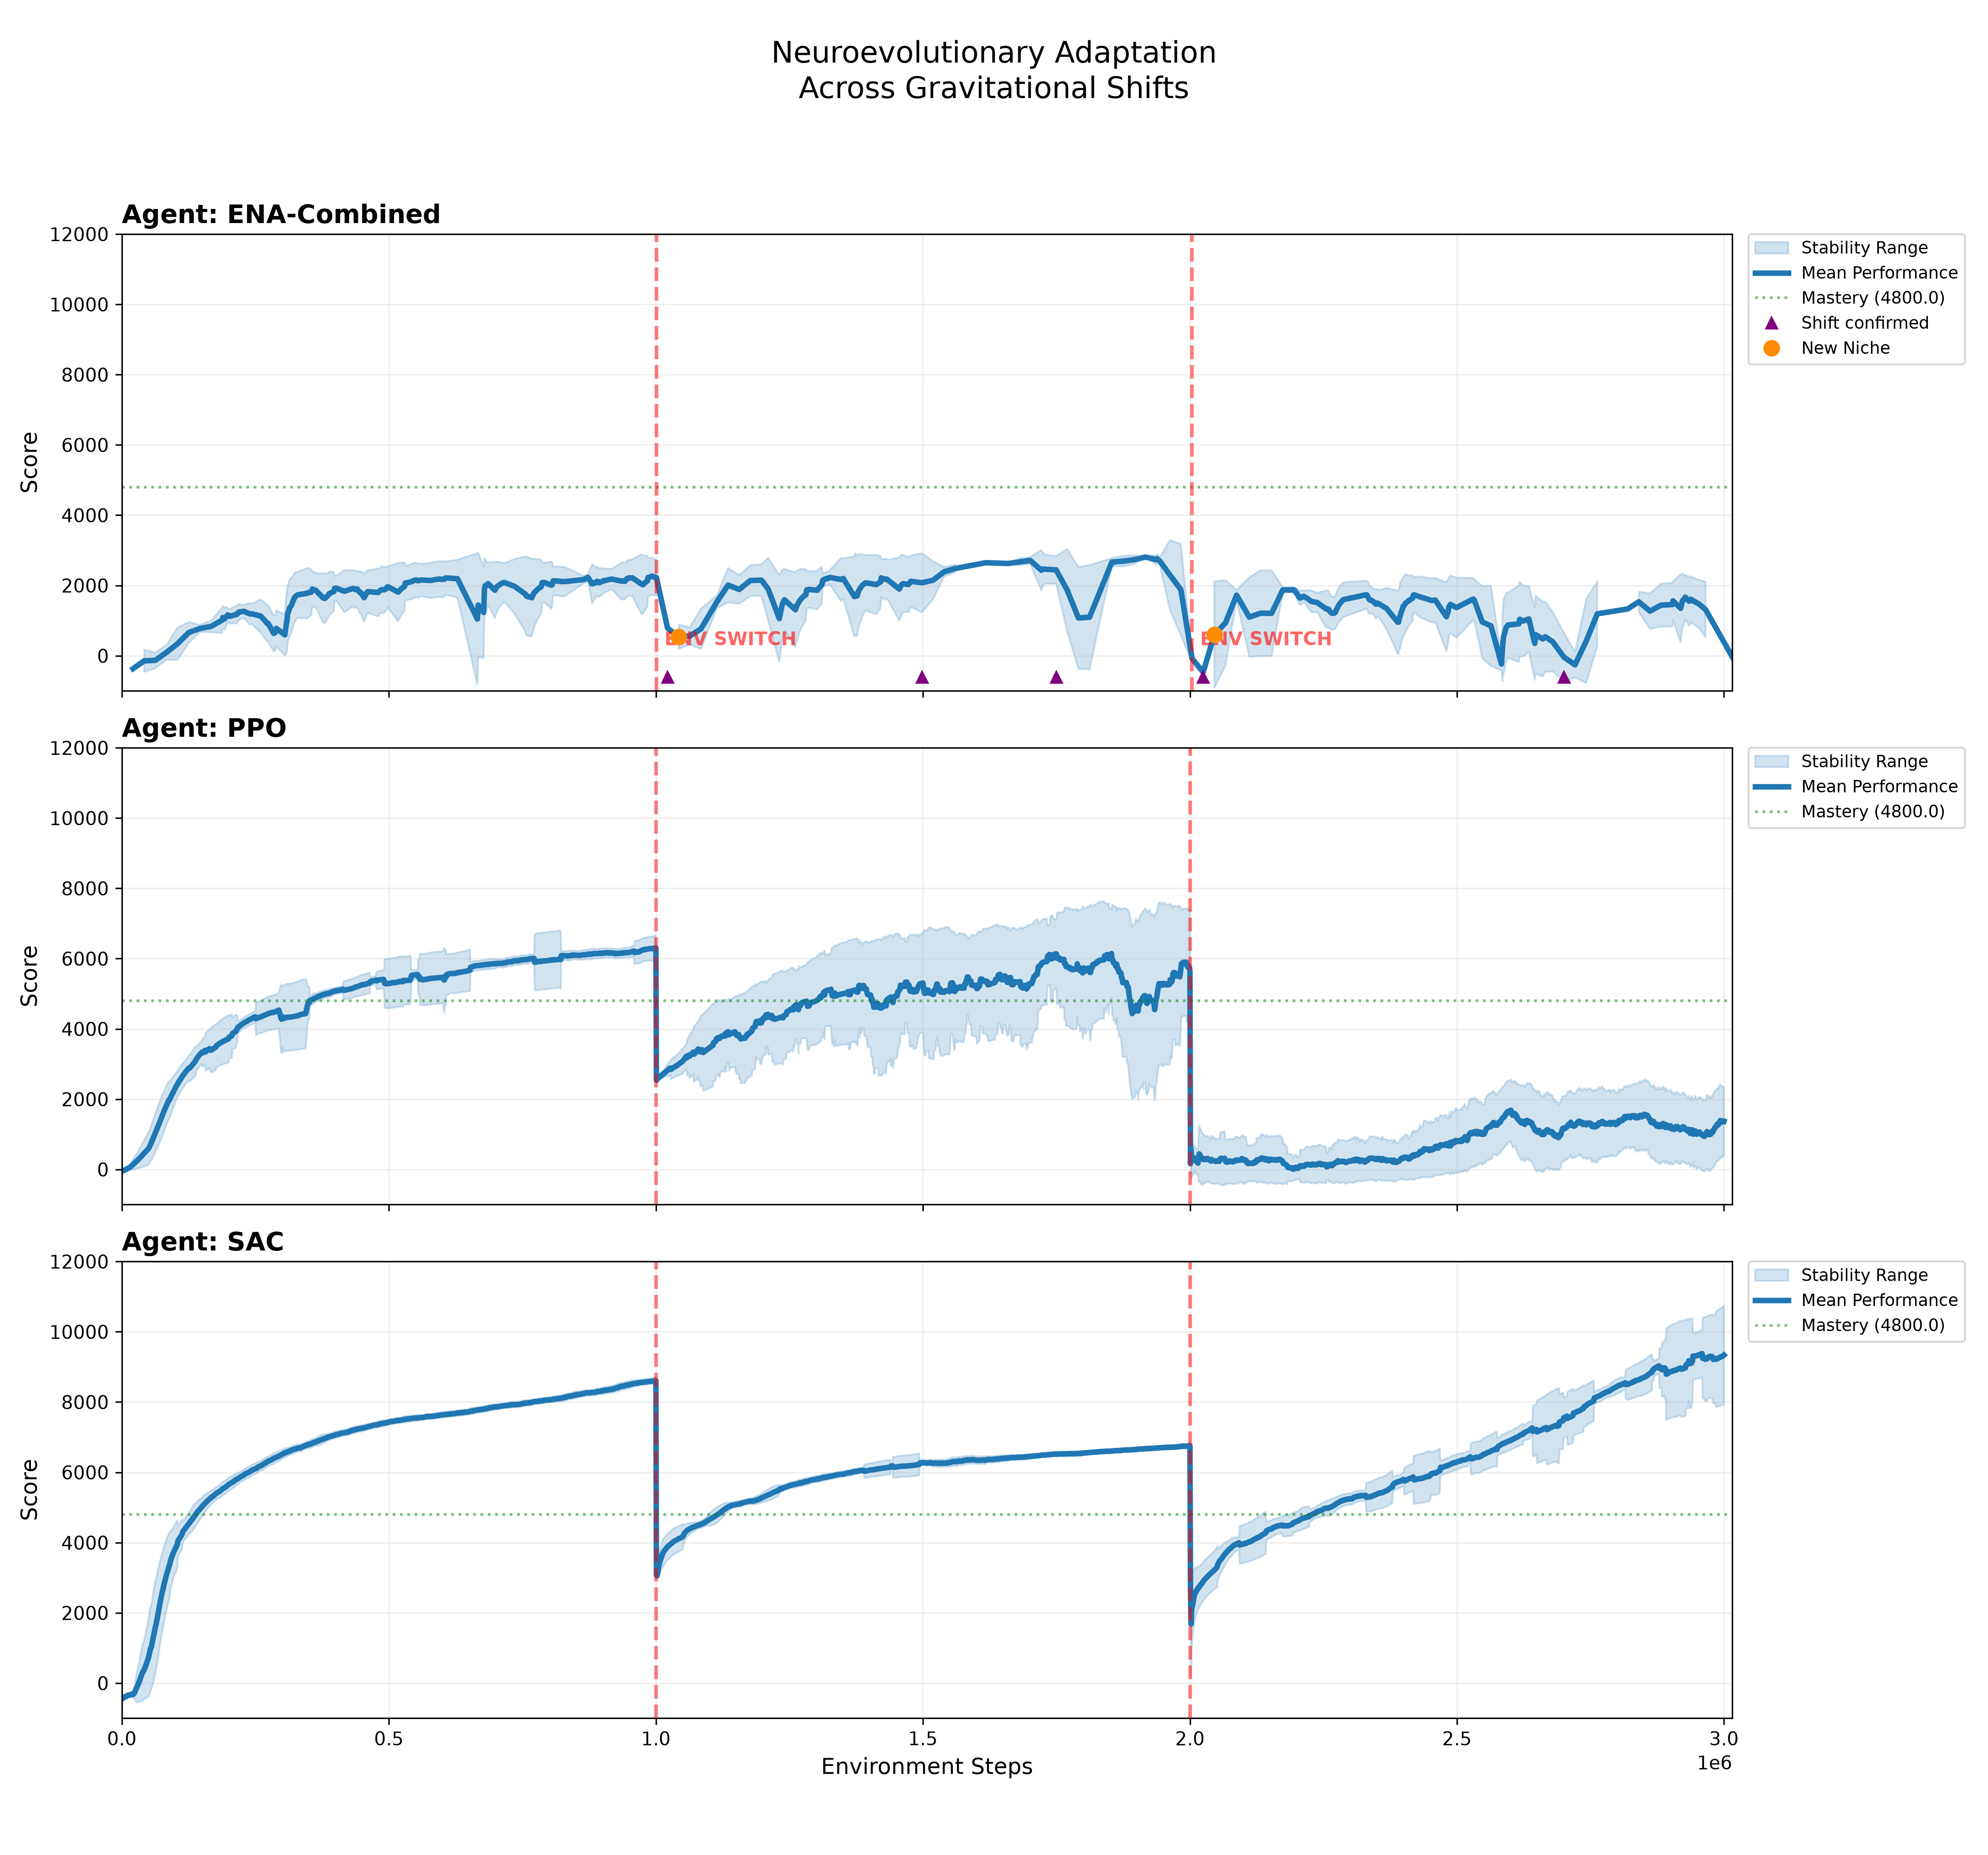 Neuroevolutionary Adaptation
Across Gravitational Shifts
Agent: ENA-Combined
12000
10000
8000
6000
4000
2000
0
Score
ENV SWITCH
ENV SWITCH
Stability Range
Mean Performance
Mastery (4800.0)
Shift confirmed
New Niche
Agent: PPO
12000
10000
8000
6000
4000
2000
0
Score
Stability Range
Mean Performance
Mastery (4800.0)
Agent: SAC
12000
10000
8000
6000
4000
2000
0
Score
Stability Range
Mean Performance
Mastery (4800.0)
0.0 0.5 1.0 1.5 2.0 2.5 3.0
1e6
Environment Steps